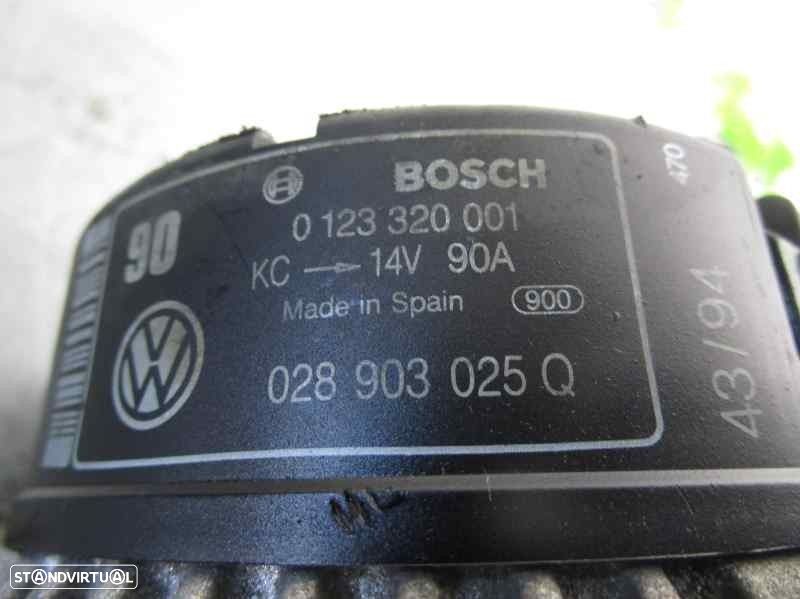 BOSCH
470
90
0 123 320 001
KC → 14V 90A
Made in Spain 900
028 903 025 Q
43/94
ML
STANDVIRTUAL